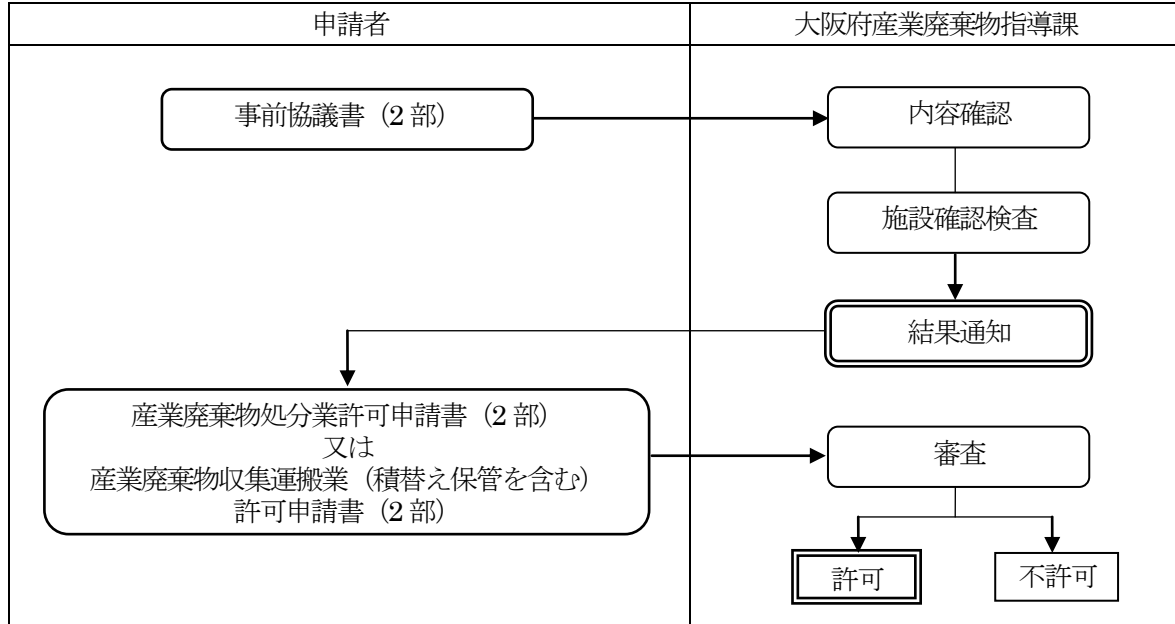 申請者
大阪府産業廃棄物指導課
事前協議書（2 部）
内容確認
施設確認検査
結果通知
産業廃棄物処分業許可申請書（2 部）
又は
産業廃棄物収集運搬業（積替え保管を含む）
許可申請書（2 部）
審査
許可
不許可